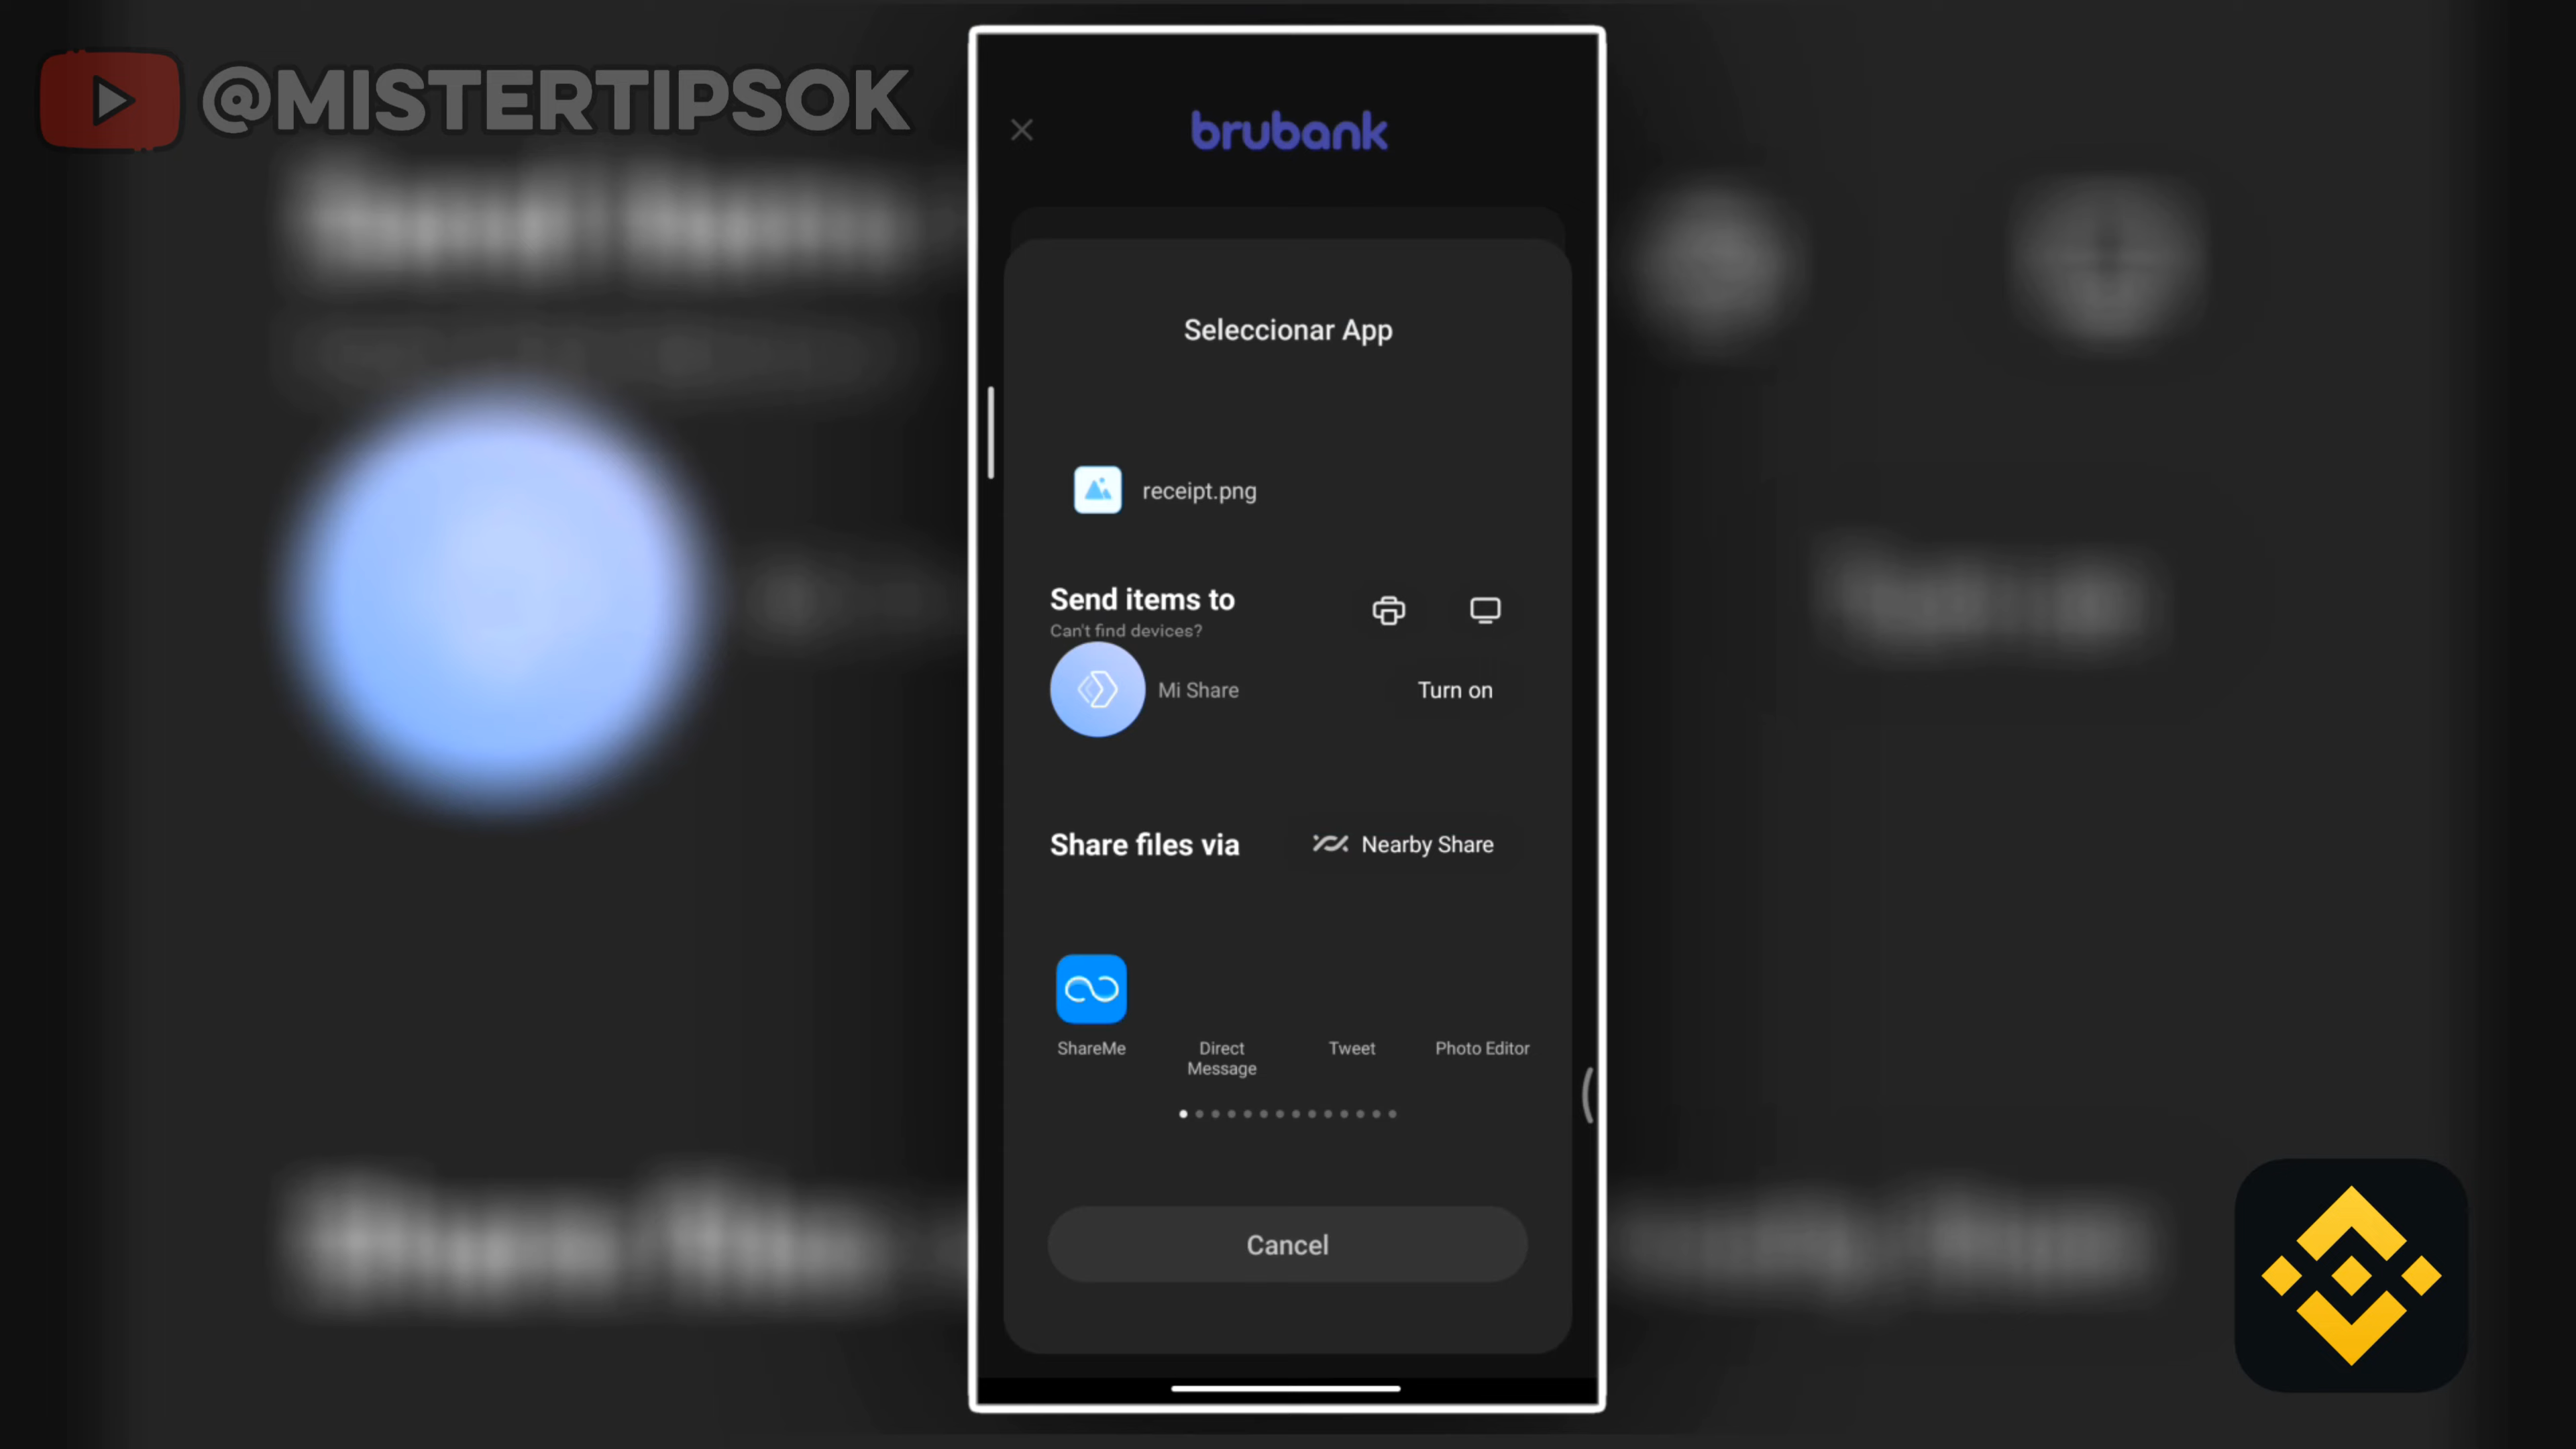 @MISTERTIPSOK
brubank
Seleccionar App
receipt.png
Send items to
Can't find devices?
Mi Share
Turn on
Share files via
Nearby Share
ShareMe
Direct
Message
Tweet
Photo Editor
Cancel